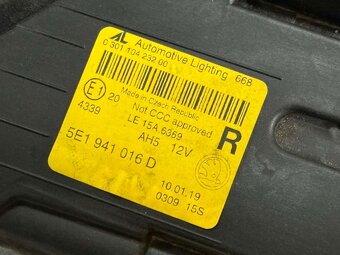 AL Automotive Lighting 668
0 301 104 232 00
Made in Czech Republic
E1 20
Not CCC approved
4339
LE 15A 6369
R
AH5 12V
5E1 941 016 D
10.01.19
0309 15S